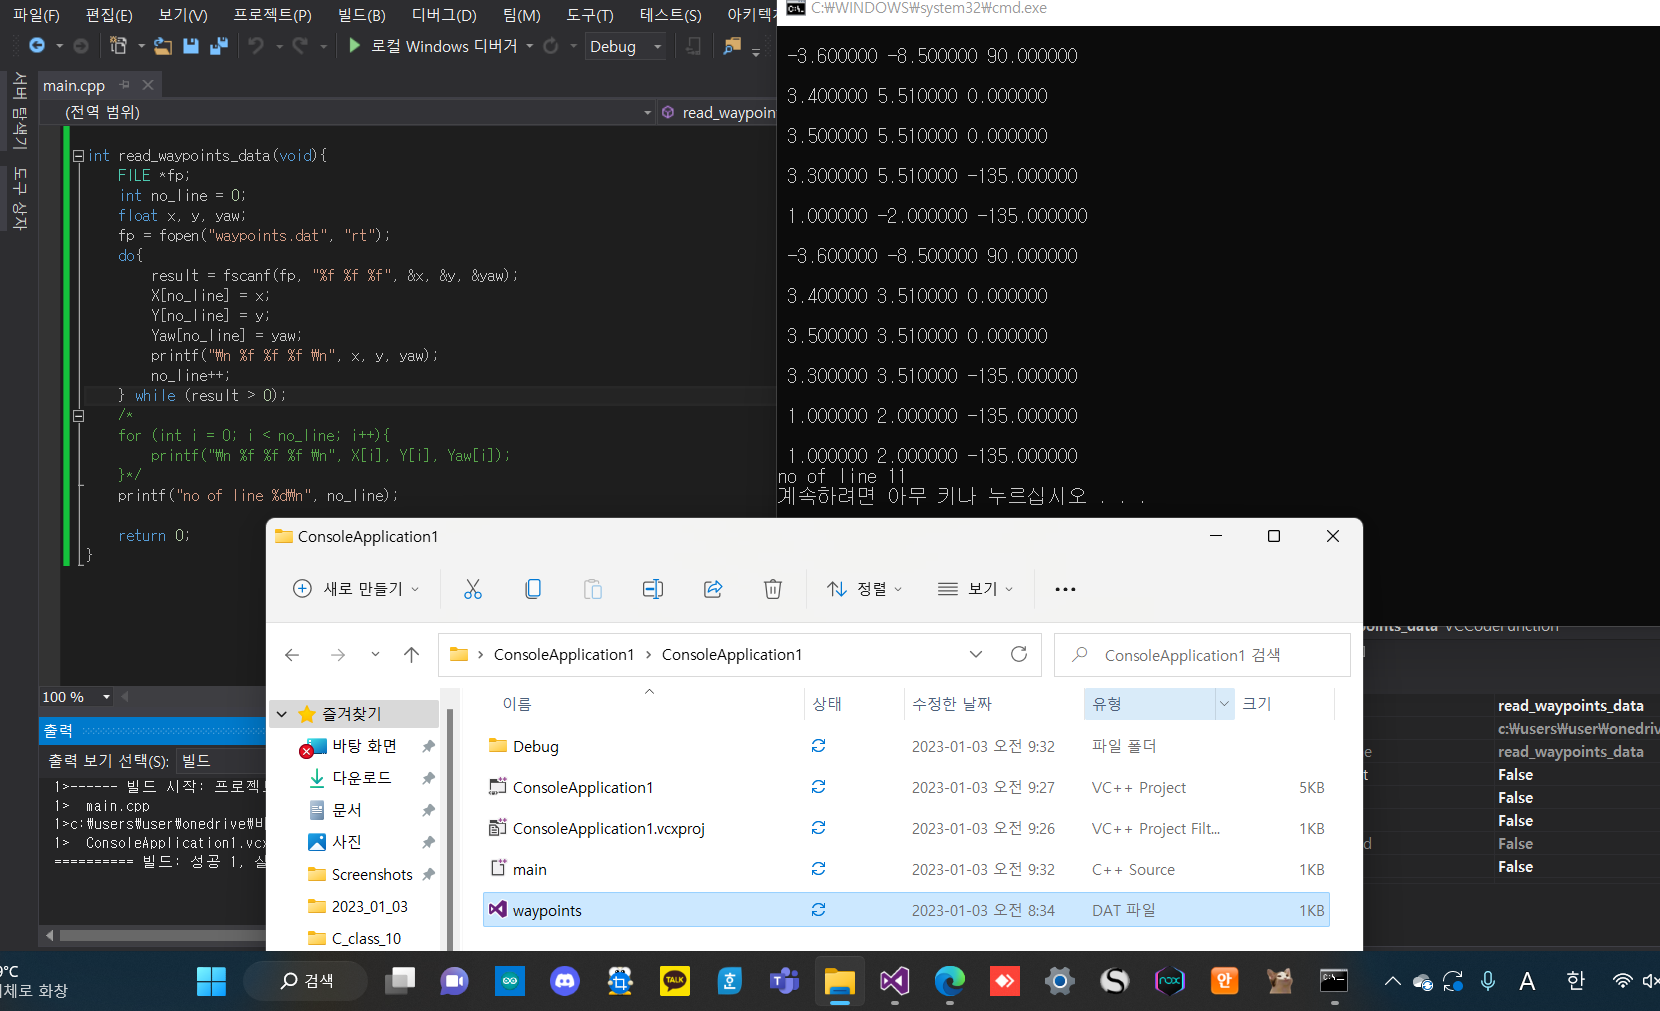 파일(F) 편집(E) 보기(V) 프로젝트(P) 빌드(B) 디버그(D) 팀(M) 도구(T) 테스트(S)
로컬 Windows 디버거 Debug
서버 탐색기
도구 상자
main.cpp
(전역 범위)
int read_waypoints_data(void){
FILE *fp;
int no_line = 0;
float x, y, yaw;
fp = fopen("waypoints.dat", "rt");
do{
result = fscanf(fp, "%f %f %f", &x, &y, &yaw);
X[no_line] = x;
Y[no_line] = y;
Yaw[no_line] = yaw;
printf("₩n %f %f %f ₩n", x, y, yaw);
no_line++;
} while (result > 0);
/*
for (int i = 0; i < no_line; i++){
printf("₩n %f %f %f ₩n", X[i], Y[i], Yaw[i]);
}*/
printf("no of line %d₩n", no_line);
return 0;
}
100 %
출력
출력 보기 선택(S): 빌드
1>------ 빌드 시작: 프로젝트
1> main.cpp
1>c:₩users₩user₩onedrive₩
1> ConsoleApplication1.vcx
========== 빌드: 성공 1,
C:₩WINDOWS₩system32₩cmd.exe
-3.600000 -8.500000 90.000000
3.400000 5.510000 0.000000
3.500000 5.510000 0.000000
3.300000 5.510000 -135.000000
1.000000 -2.000000 -135.000000
-3.600000 -8.500000 90.000000
3.400000 3.510000 0.000000
3.500000 3.510000 0.000000
3.300000 3.510000 -135.000000
1.000000 2.000000 -135.000000
1.000000 2.000000 -135.000000
no of line 11
계속하려면 아무 키나 누르십시오 . . .
ConsoleApplication1
새로 만들기 정렬 보기
ConsoleApplication1 > ConsoleApplication1
ConsoleApplication1 검색
즐겨찾기
바탕 화면
다운로드
문서
사진
Screenshots
2023_01_03
C_class_10
이름 상태 수정한 날짜 유형 크기
Debug 2023-01-03 오전 9:32 파일 폴더
ConsoleApplication1 2023-01-03 오전 9:27 VC++ Project 5KB
ConsoleApplication1.vcxproj 2023-01-03 오전 9:26 VC++ Project Filt... 1KB
main 2023-01-03 오전 9:32 C++ Source 1KB
waypoints 2023-01-03 오전 8:34 DAT 파일 1KB
read_waypoints_data
c:₩users₩user₩onedriv
read_waypoints_data
False
False
False
False
False
검색
TALK
nox
안
A 한